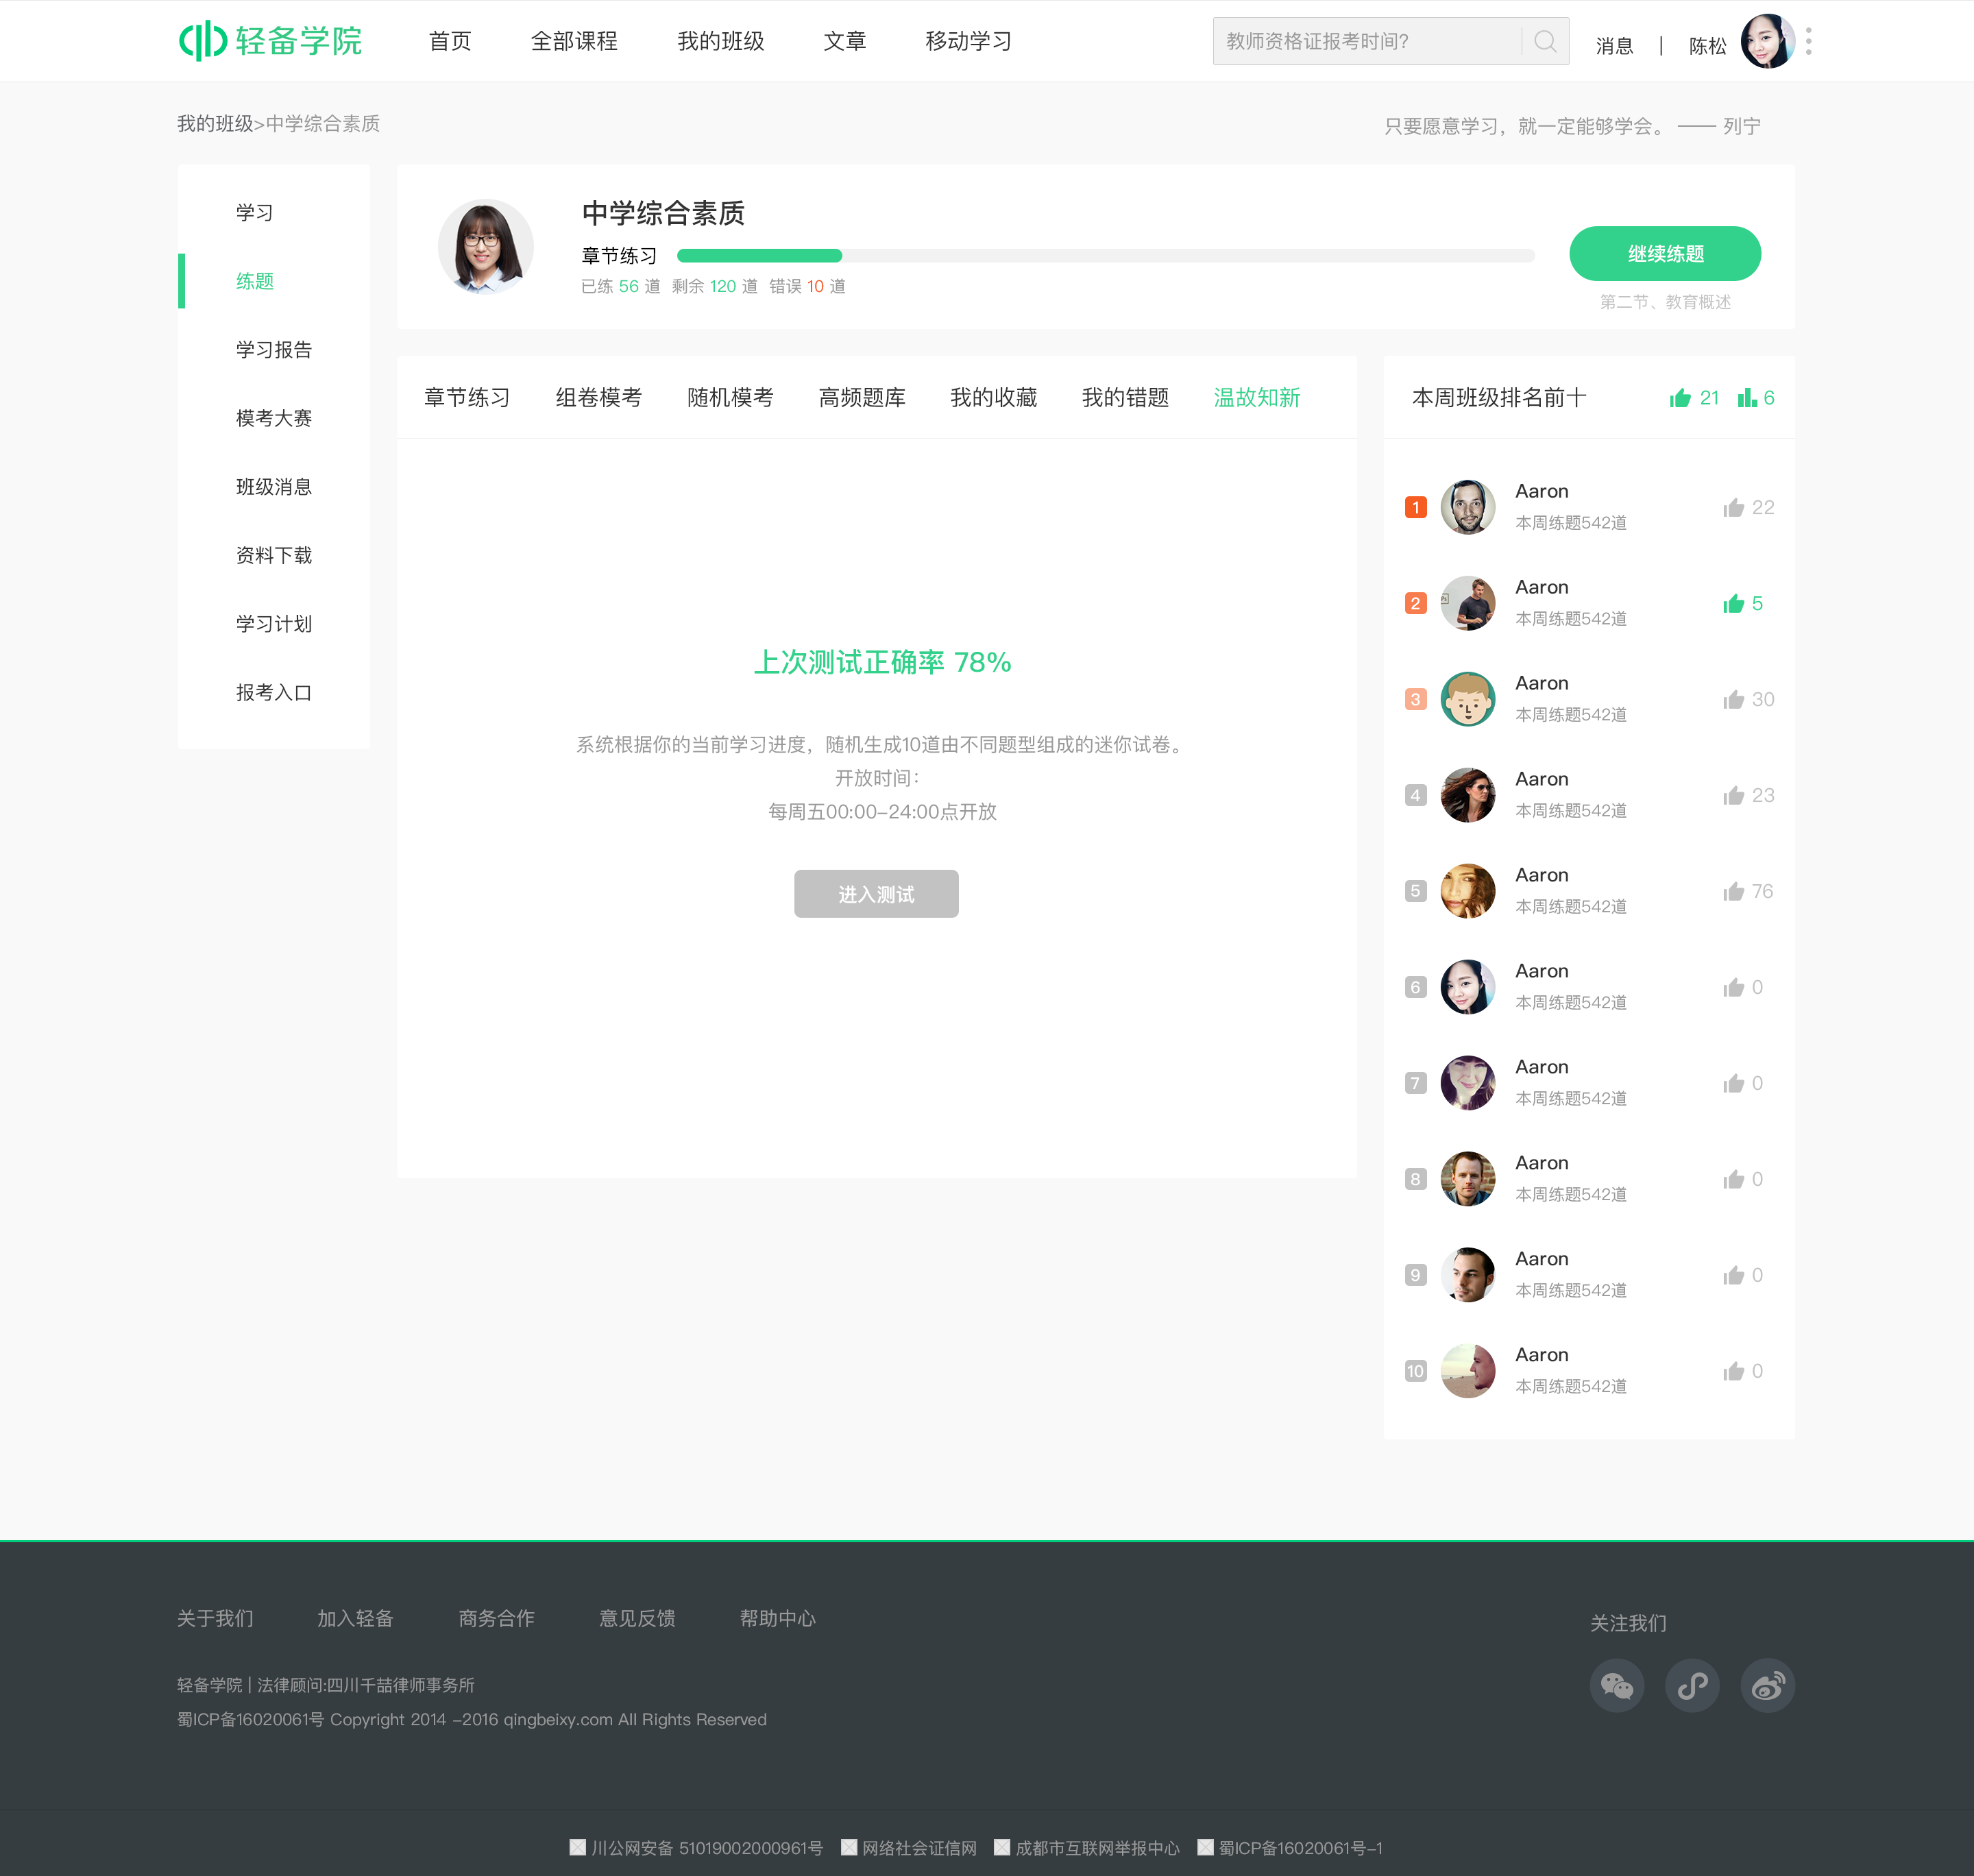 轻备学院
首页 全部课程 我的班级 文章 移动学习
教师资格证报考时间?
消息 | 陈松
我的班级>中学综合素质
只要愿意学习，就一定能够学会。 —— 列宁
学习
练题
学习报告
模考大赛
班级消息
资料下载
学习计划
报考入口
中学综合素质
章节练习
已练 56 道 剩余 120 道 错误 10 道
继续练题
第二节、教育概述
章节练习 组卷模考 随机模考 高频题库 我的收藏 我的错题 温故知新
上次测试正确率 78%
系统根据你的当前学习进度，随机生成10道由不同题型组成的迷你试卷。
开放时间：
每周五00:00-24:00点开放
进入测试
本周班级排名前十 21 6
1 Aaron 22
本周练题542道
2 Aaron 5
本周练题542道
3 Aaron 30
本周练题542道
4 Aaron 23
本周练题542道
5 Aaron 76
本周练题542道
6 Aaron 0
本周练题542道
7 Aaron 0
本周练题542道
8 Aaron 0
本周练题542道
9 Aaron 0
本周练题542道
10 Aaron 0
本周练题542道
关于我们 加入轻备 商务合作 意见反馈 帮助中心
轻备学院 | 法律顾问:四川千喆律师事务所
蜀ICP备16020061号 Copyright 2014 -2016 qingbeixy.com All Rights Reserved
关注我们
川公网安备 51019002000961号 网络社会证信网 成都市互联网举报中心 蜀ICP备16020061号-1